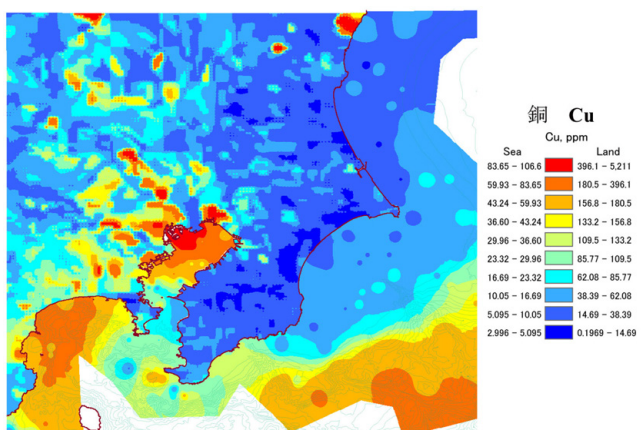 銅 Cu
Cu, ppm
Sea Land
83.65 − 106.6 396.1 − 5,211
59.93 − 83.65 180.5 − 396.1
43.24 − 59.93 156.8 − 180.5
36.60 − 43.24 133.2 − 156.8
29.96 − 36.60 109.5 − 133.2
23.32 − 29.96 85.77 − 109.5
16.69 − 23.32 62.08 − 85.77
10.05 − 16.69 38.39 − 62.08
5.095 − 10.05 14.69 − 38.39
2.996 − 5.095 0.1969 − 14.69